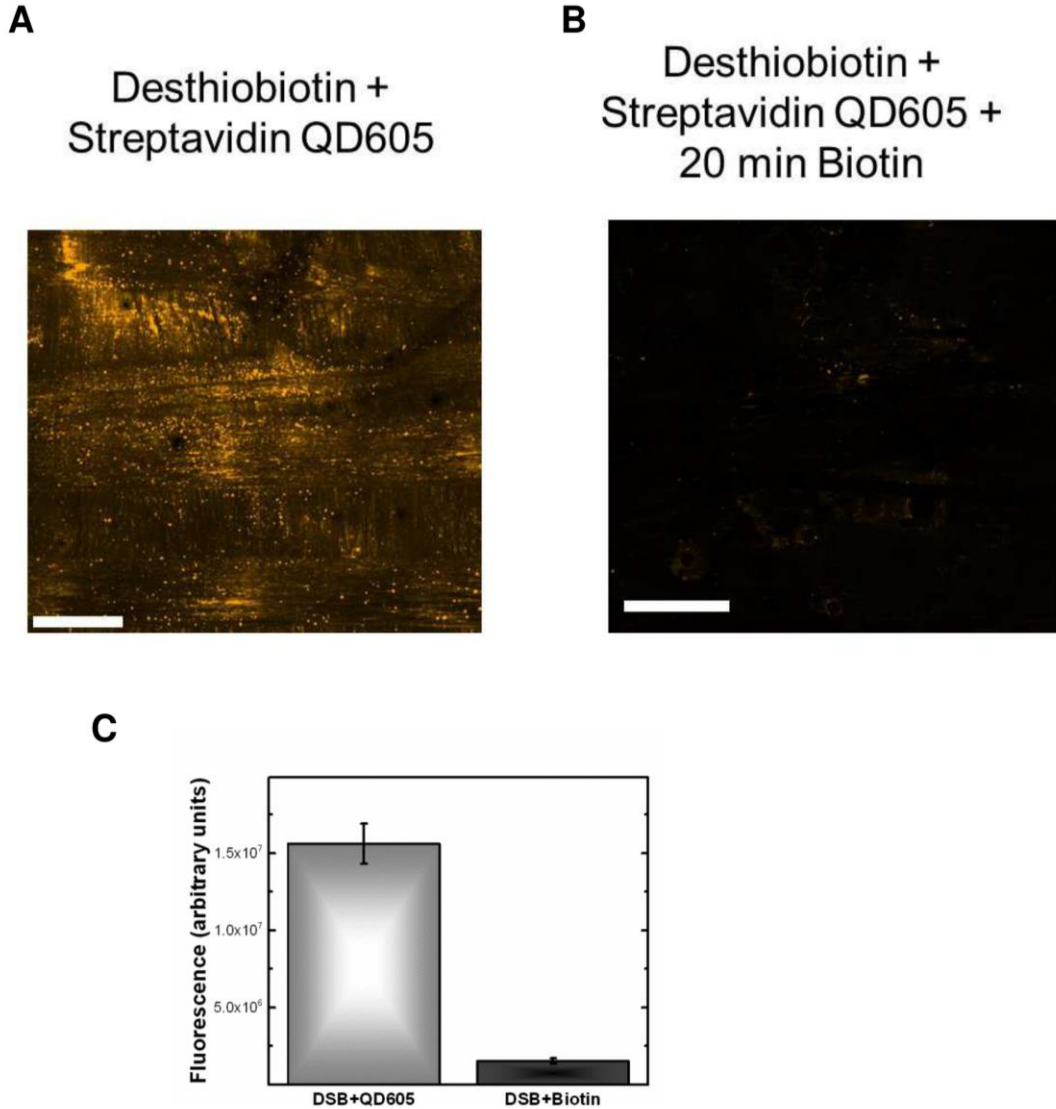 A
Desthiobiotin +
Streptavidin QD605
B
Desthiobiotin +
Streptavidin QD605 +
20 min Biotin
C
Fluorescence (arbitrary units)
1.5x10⁷
1.0x10⁷
5.0x10⁶
DSB+QD605
DSB+Biotin